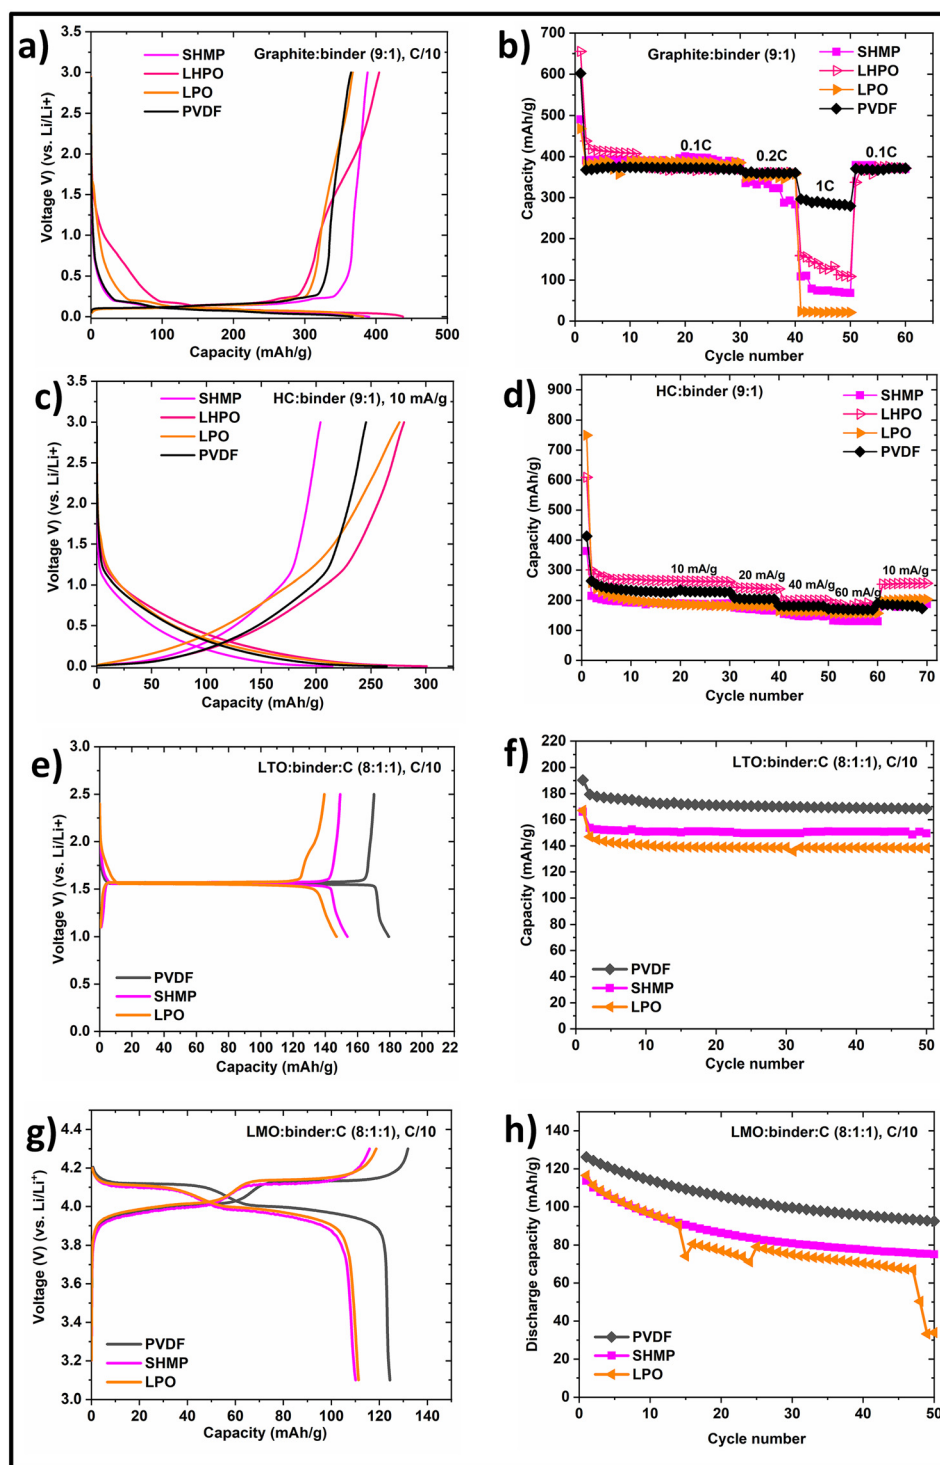 a)
Graphite:binder (9:1), C/10
SHMP
LHPO
LPO
PVDF
Voltage V) (vs. Li/Li+)
3.5
3.0
2.5
2.0
1.5
1.0
0.5
0.0
0 100 200 300 400 500
Capacity (mAh/g)
b)
Graphite:binder (9:1)
SHMP
LHPO
LPO
PVDF
0.1C 0.2C 1C 0.1C
Capacity (mAh/g)
700
600
500
400
300
200
100
0
0 10 20 30 40 50 60
Cycle number
c)
HC:binder (9:1), 10 mA/g
SHMP
LHPO
LPO
PVDF
Voltage V) (vs. Li/Li+)
3.5
3.0
2.5
2.0
1.5
1.0
0.5
0.0
0 50 100 150 200 250 300
Capacity (mAh/g)
d)
HC:binder (9:1)
SHMP
LHPO
LPO
PVDF
10 mA/g 20 mA/g 40 mA/g 60 mA/g 10 mA/g
Capacity (mAh/g)
900
800
700
600
500
400
300
200
100
0
0 10 20 30 40 50 60 70
Cycle number
e)
LTO:binder:C (8:1:1), C/10
PVDF
SHMP
LPO
Voltage V) (vs. Li/Li+)
3.0
2.5
2.0
1.5
1.0
0.5
0.0
0 20 40 60 80 100 120 140 160 180 200 22
Capacity (mAh/g)
f)
LTO:binder:C (8:1:1), C/10
PVDF
SHMP
LPO
Capacity (mAh/g)
220
200
180
160
140
120
100
80
60
40
20
0
0 10 20 30 40 50
Cycle number
g)
LMO:binder:C (8:1:1), C/10
PVDF
SHMP
LPO
Voltage (V) (vs. Li/Li⁺)
4.4
4.2
4.0
3.8
3.6
3.4
3.2
3.0
0 20 40 60 80 100 120 140
Capacity (mAh/g)
h)
LMO:binder:C (8:1:1), C/10
PVDF
SHMP
LPO
Discharge capacity (mAh/g)
140
120
100
80
60
40
20
0
0 10 20 30 40 50
Cycle number